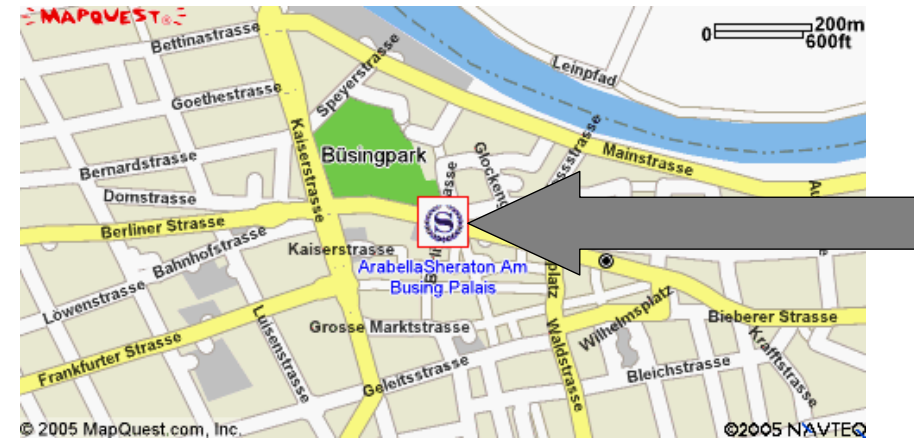 MAPQUEST
Bettinastrasse
0 200m
600ft
Leinpfad
Speyerstrasse
Goethestrasse
Kaiserstrasse
Büsingpark
Mainstrasse
Bernardstrasse
Domstrasse
Berliner Strasse
S
Bahnhofstrasse
Kaiserstrasse
ArabellaSheraton Am
Busing Palais
Löwenstrasse
Luisenstrasse
Grosse Marktstrasse
Waldstrasse
Wilhelmsplatz
Bieberer Strasse
Krafftstrasse
Frankfurter Strasse
Geleitsstrasse
Bleichstrasse
© 2005 MapQuest.com, Inc.
©2005 NAVTEQ